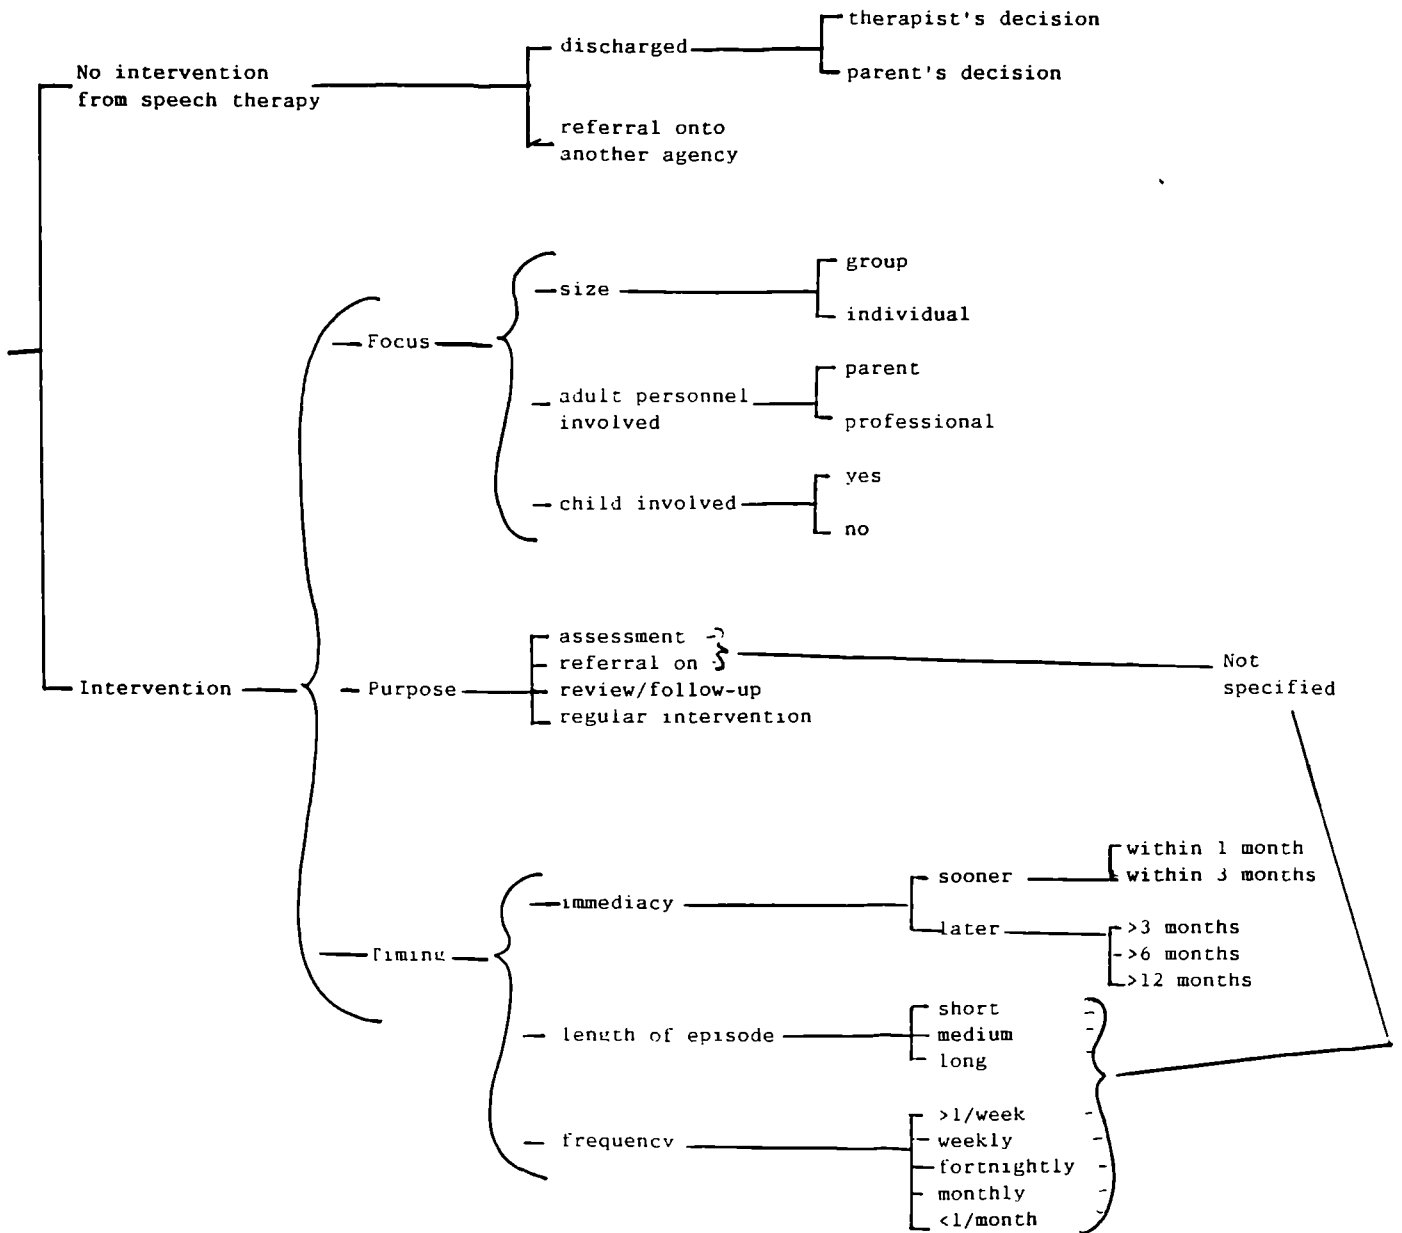 therapist's decision
discharged
parent's decision
No intervention
from speech therapy
referral onto
another agency
group
size
individual
Focus
parent
adult personnel
involved
professional
yes
child involved
no
assessment
referral on
review/follow-up
regular intervention
Purpose
Intervention
Not
specified
within 1 month
sooner
within 3 months
immediacy
later
>3 months
>6 months
>12 months
Timing
short
length of episode
medium
long
>1/week
weekly
frequency
fortnightly
monthly
<1/month